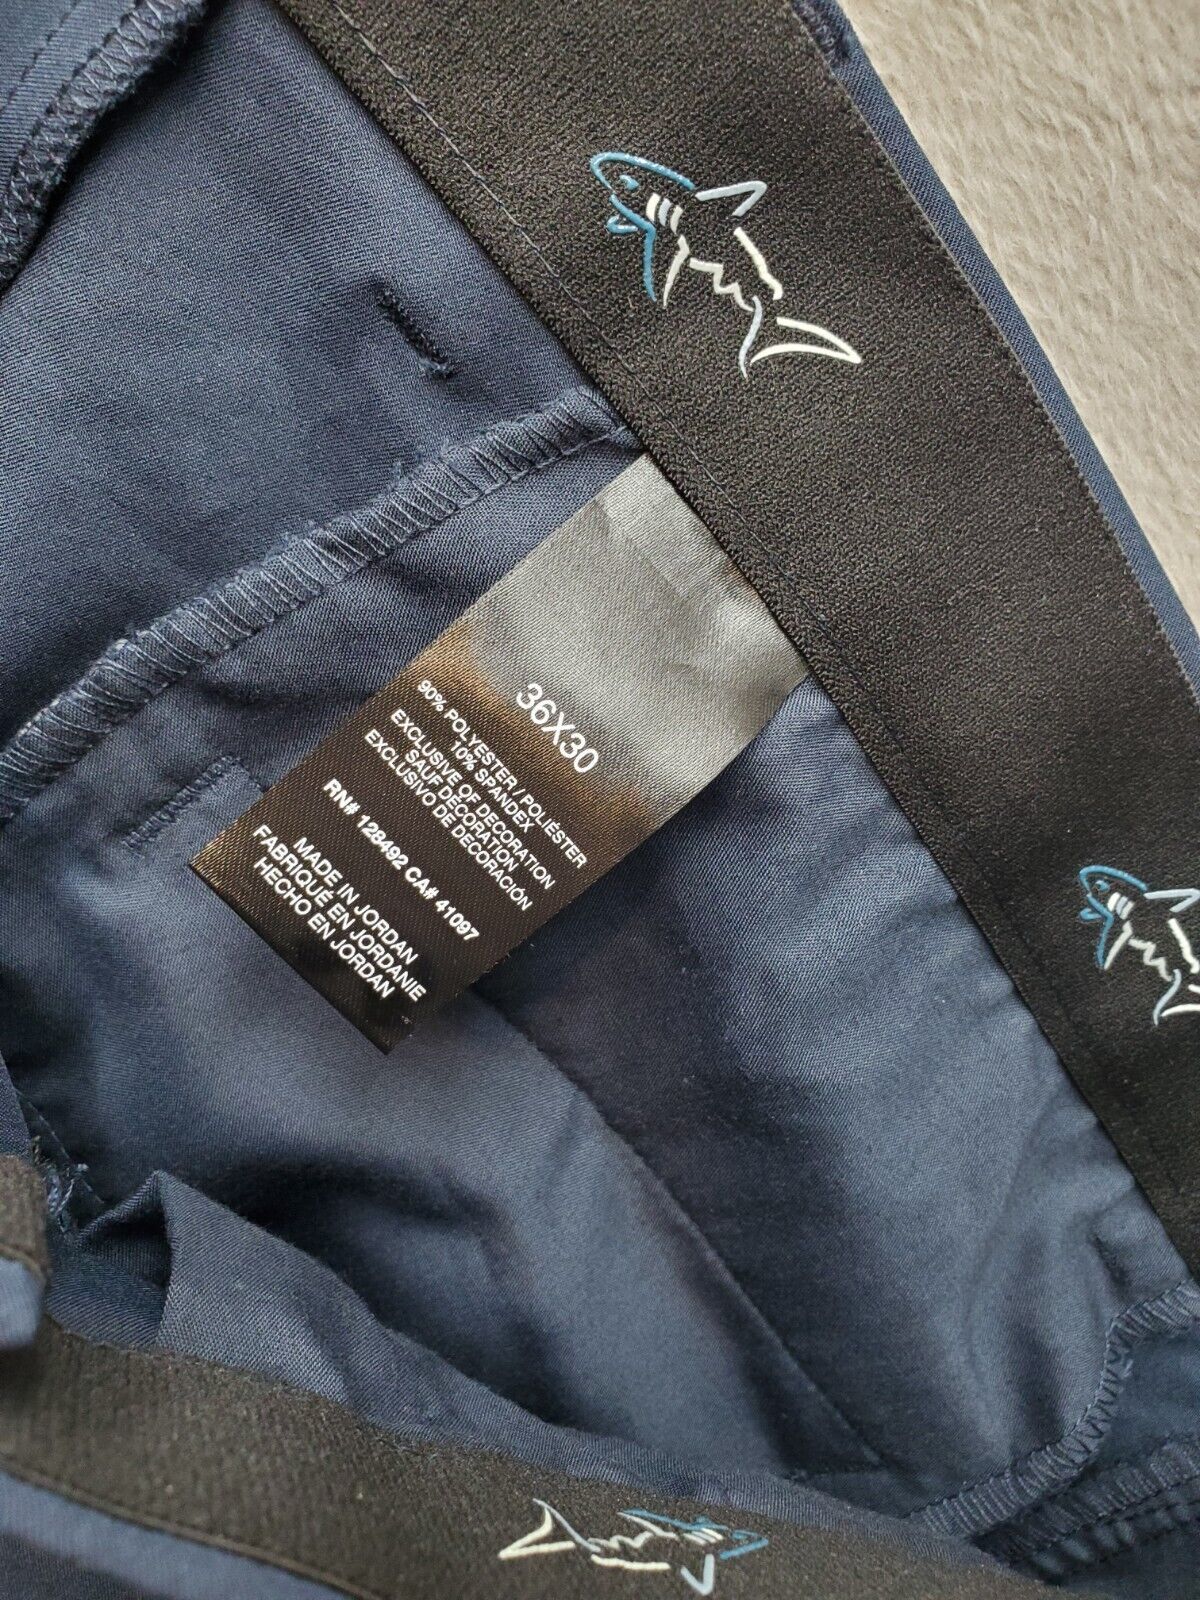 36X30
90% POLYESTER / POLIÉSTER
10% SPANDEX
EXCLUSIVE OF DECORATION
SAUF DÉCORATION
EXCLUSIVO DE DECORACIÓN
RN# 128492 CA# 41097
MADE IN JORDAN
FABRIQUÉ EN JORDANIE
HECHO EN JORDAN